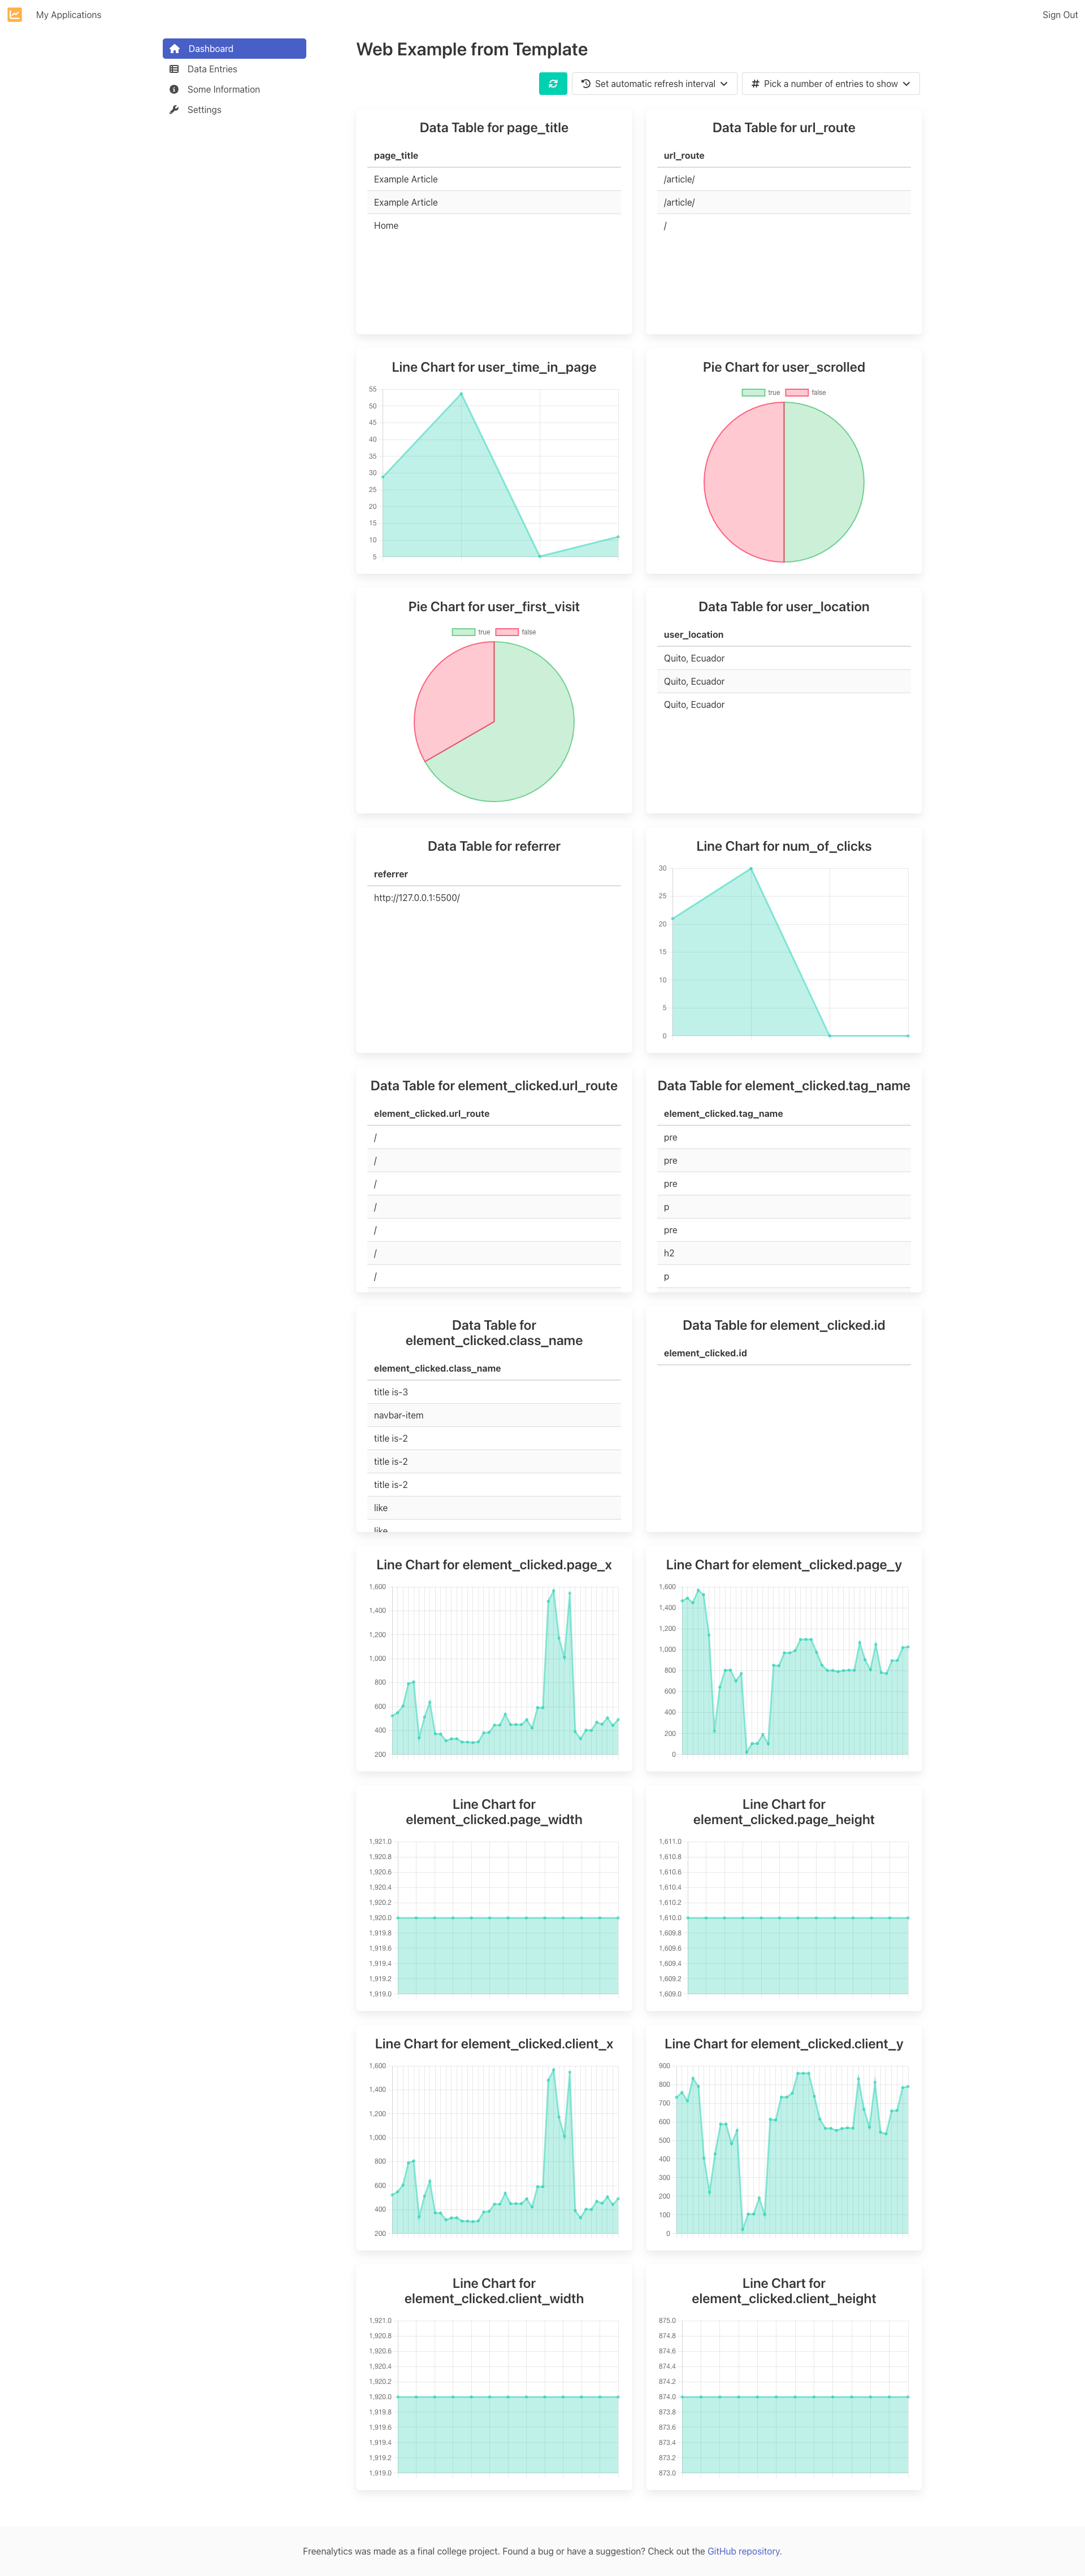 My Applications
Sign Out
Dashboard
Data Entries
Some Information
Settings
Web Example from Template
Set automatic refresh interval
Pick a number of entries to show
Data Table for page_title
page_title
Example Article
Example Article
Home
Data Table for url_route
url_route
/article/
/article/
/
Line Chart for user_time_in_page
55
50
45
40
35
30
25
20
15
10
5
Pie Chart for user_scrolled
true
false
Pie Chart for user_first_visit
true
false
Data Table for user_location
user_location
Quito, Ecuador
Quito, Ecuador
Quito, Ecuador
Data Table for referrer
referrer
http://127.0.0.1:5500/
Line Chart for num_of_clicks
30
25
20
15
10
5
0
Data Table for element_clicked.url_route
element_clicked.url_route
/
/
/
/
/
/
/
Data Table for element_clicked.tag_name
element_clicked.tag_name
pre
pre
pre
p
pre
h2
p
Data Table for
element_clicked.class_name
element_clicked.class_name
title is-3
navbar-item
title is-2
title is-2
title is-2
like
like
Data Table for element_clicked.id
element_clicked.id
Line Chart for element_clicked.page_x
1,600
1,400
1,200
1,000
800
600
400
200
Line Chart for element_clicked.page_y
1,600
1,400
1,200
1,000
800
600
400
200
0
Line Chart for
element_clicked.page_width
1,921.0
1,920.8
1,920.6
1,920.4
1,920.2
1,920.0
1,919.8
1,919.6
1,919.4
1,919.2
1,919.0
Line Chart for
element_clicked.page_height
1,611.0
1,610.8
1,610.6
1,610.4
1,610.2
1,610.0
1,609.8
1,609.6
1,609.4
1,609.2
1,609.0
Line Chart for element_clicked.client_x
1,600
1,400
1,200
1,000
800
600
400
200
Line Chart for element_clicked.client_y
900
800
700
600
500
400
300
200
100
0
Line Chart for
element_clicked.client_width
1,921.0
1,920.8
1,920.6
1,920.4
1,920.2
1,920.0
1,919.8
1,919.6
1,919.4
1,919.2
1,919.0
Line Chart for
element_clicked.client_height
875.0
874.8
874.6
874.4
874.2
874.0
873.8
873.6
873.4
873.2
873.0
Freenalytics was made as a final college project. Found a bug or have a suggestion? Check out the GitHub repository.